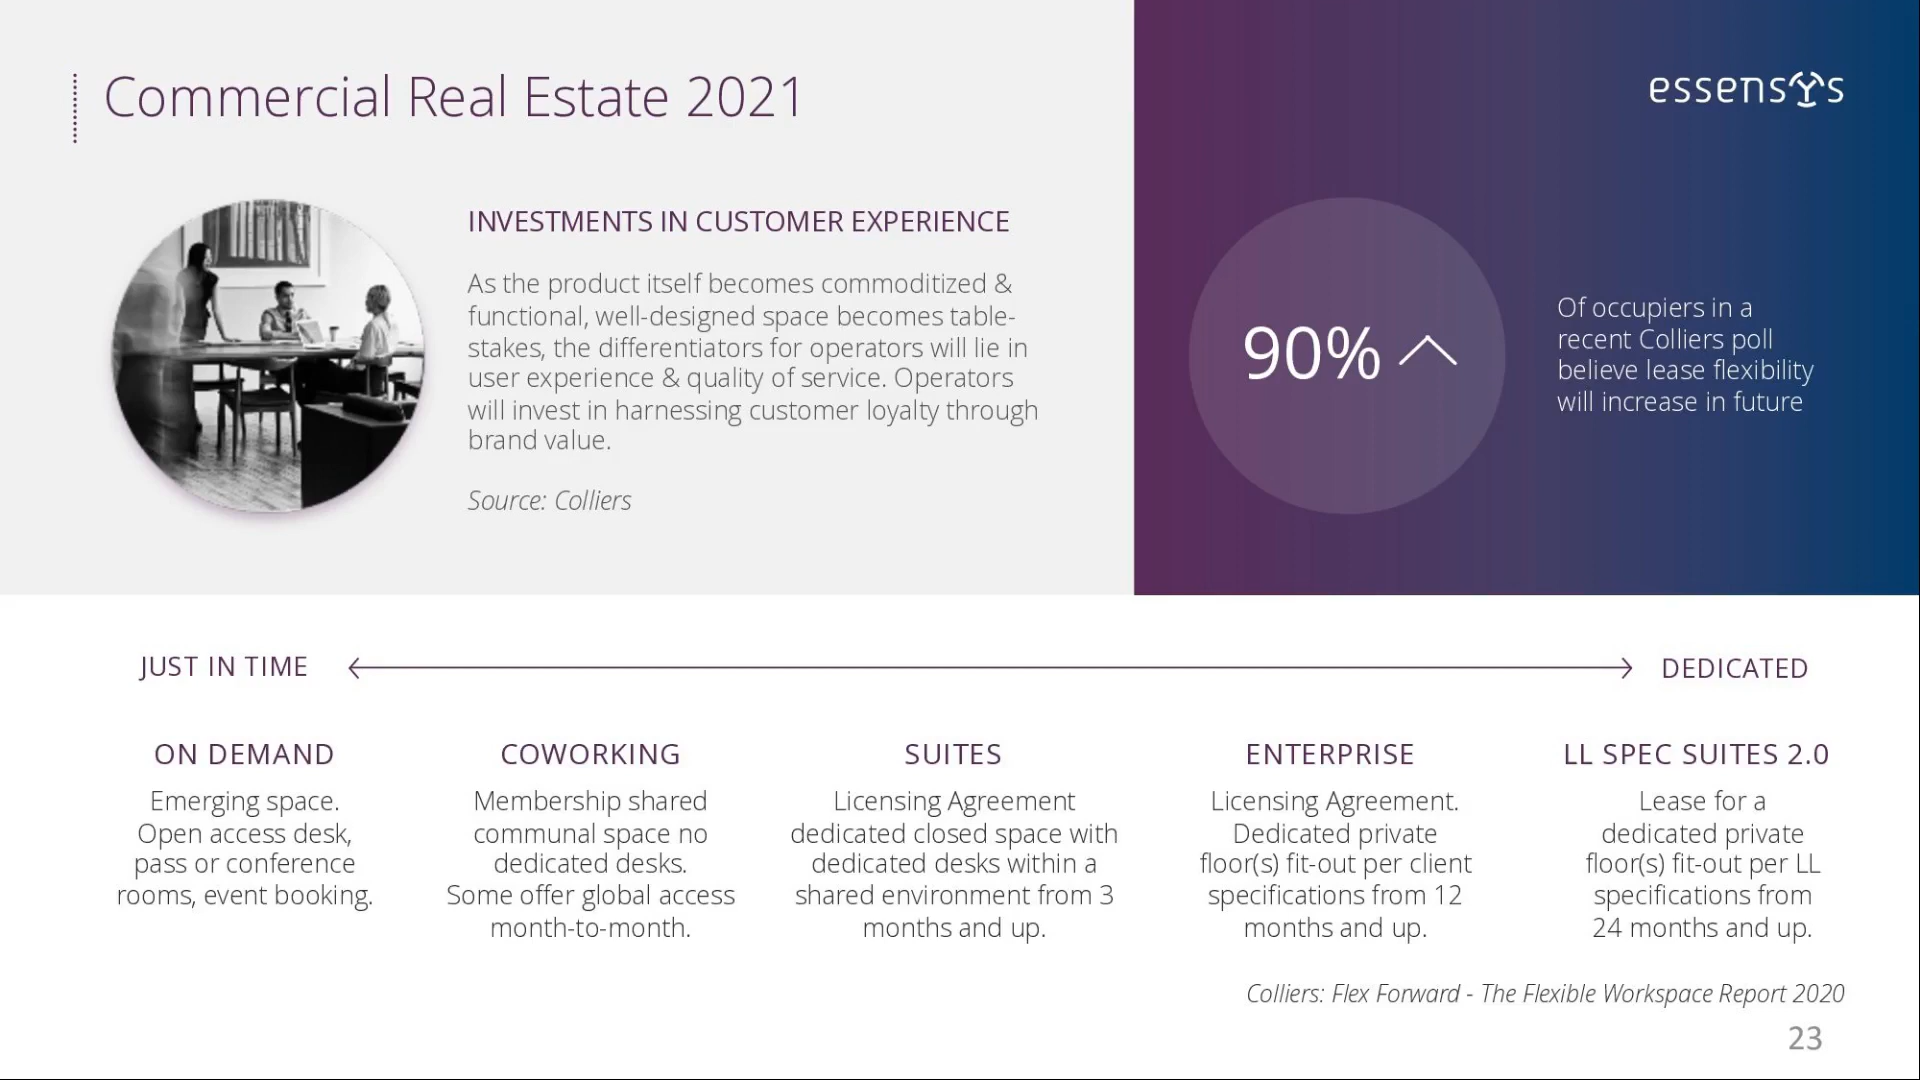 Commercial Real Estate 2021
essensys
INVESTMENTS IN CUSTOMER EXPERIENCE
As the product itself becomes commoditized &
functional, well-designed space becomes table-
stakes, the differentiators for operators will lie in
user experience & quality of service. Operators
will invest in harnessing customer loyalty through
brand value.
Source: Colliers
90%
Of occupiers in a
recent Colliers poll
believe lease flexibility
will increase in future
JUST IN TIME
DEDICATED
ON DEMAND
Emerging space.
Open access desk,
pass or conference
rooms, event booking.
COWORKING
Membership shared
communal space no
dedicated desks.
Some offer global access
month-to-month.
SUITES
Licensing Agreement
dedicated closed space with
dedicated desks within a
shared environment from 3
months and up.
ENTERPRISE
Licensing Agreement.
Dedicated private
floor(s) fit-out per client
specifications from 12
months and up.
LL SPEC SUITES 2.0
Lease for a
dedicated private
floor(s) fit-out per LL
specifications from
24 months and up.
Colliers: Flex Forward - The Flexible Workspace Report 2020
23